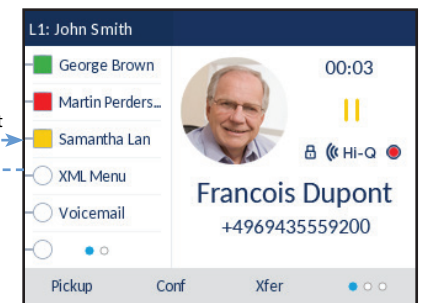 L1: John Smith
George Brown
Martin Perders...
Samantha Lan
XML Menu
Voicemail
00:03
Hi-Q
Francois Dupont
+4969435559200
Pickup Conf Xfer